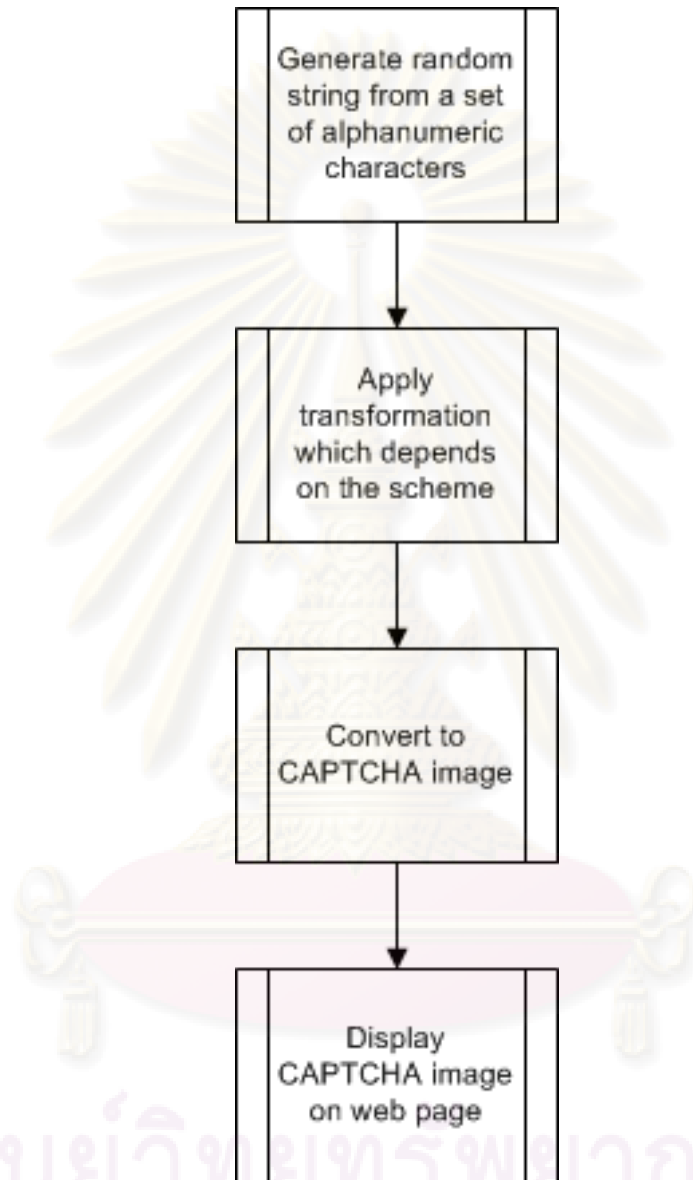 Generate random
string from a set
of alphanumeric
characters
Apply
transformation
which depends
on the scheme
Convert to
CAPTCHA image
Display
CAPTCHA image
on web page